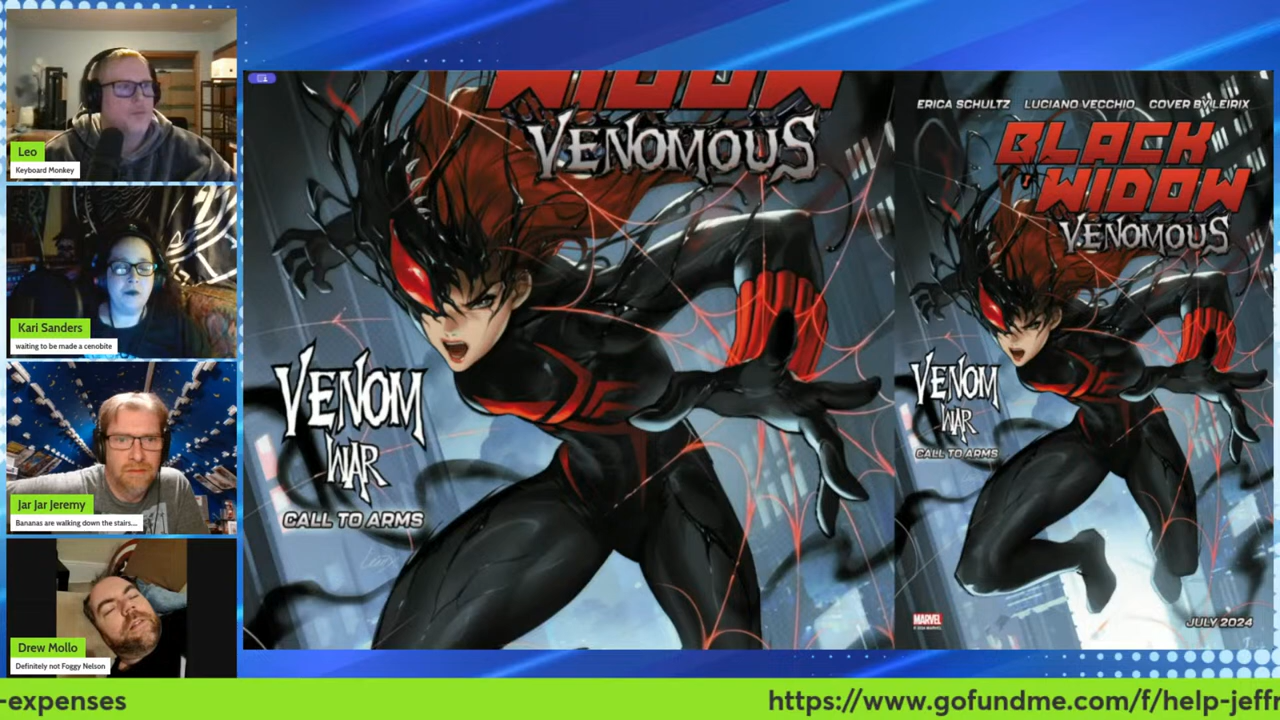 Leo
Keyboard Monkey
Kari Sanders
waiting to be made a cenobite
Jar Jar Jeremy
Bananas are walking down the stairs....
Drew Mollo
Definitely not Foggy Nelson
WIDOW
VENOMOUS
VENOM
WAR
CALL TO ARMS
ERICA SCHULTZ LUCIANO VECCHIO COVER BY LEIRIX
BLACK
WIDOW
VENOMOUS
VENOM
WAR
CALL TO ARMS
MARVEL
JULY 2024
-expenses
https://www.gofundme.com/f/help-jeffr